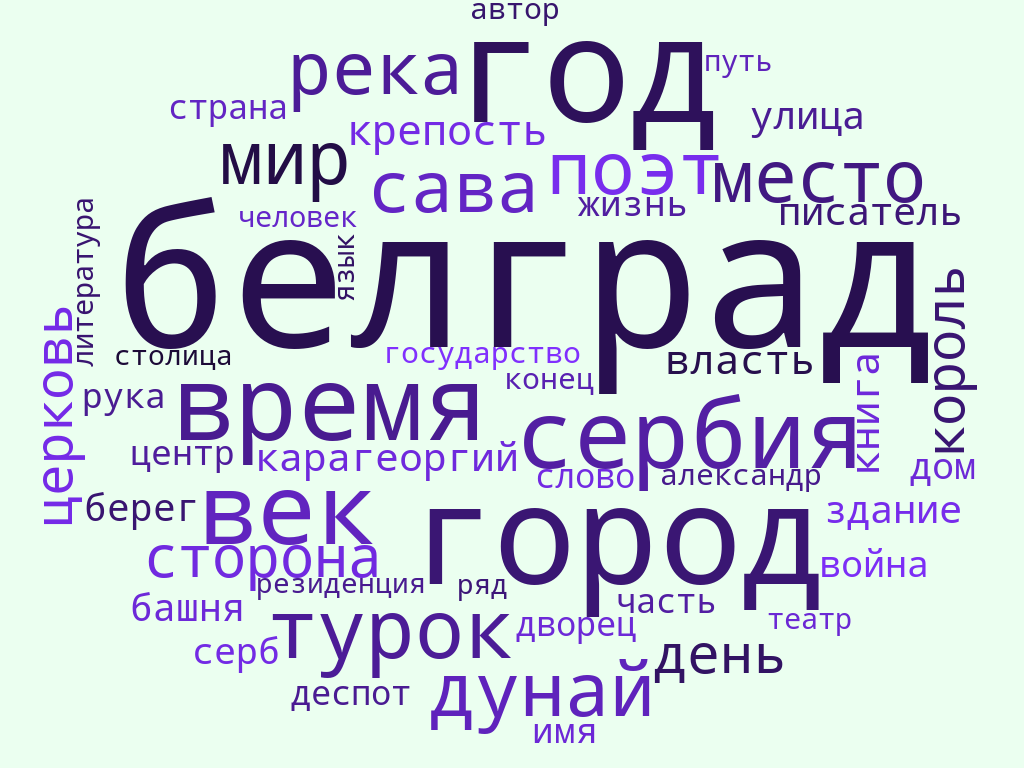 автор
год
река
путь
страна
улица
крепость
мир
поэт
место
сава
человек
жизнь
писатель
литература
язык
белград
церковь
король
столица
государство
власть
конец
книга
рука
время
сербия
центр
карагеоргий
слово
александр
дом
берег
век
город
здание
сторона
война
резиденция
ряд
башня
часть
турок
дворец
театр
серб
день
деспот
дунай
имя